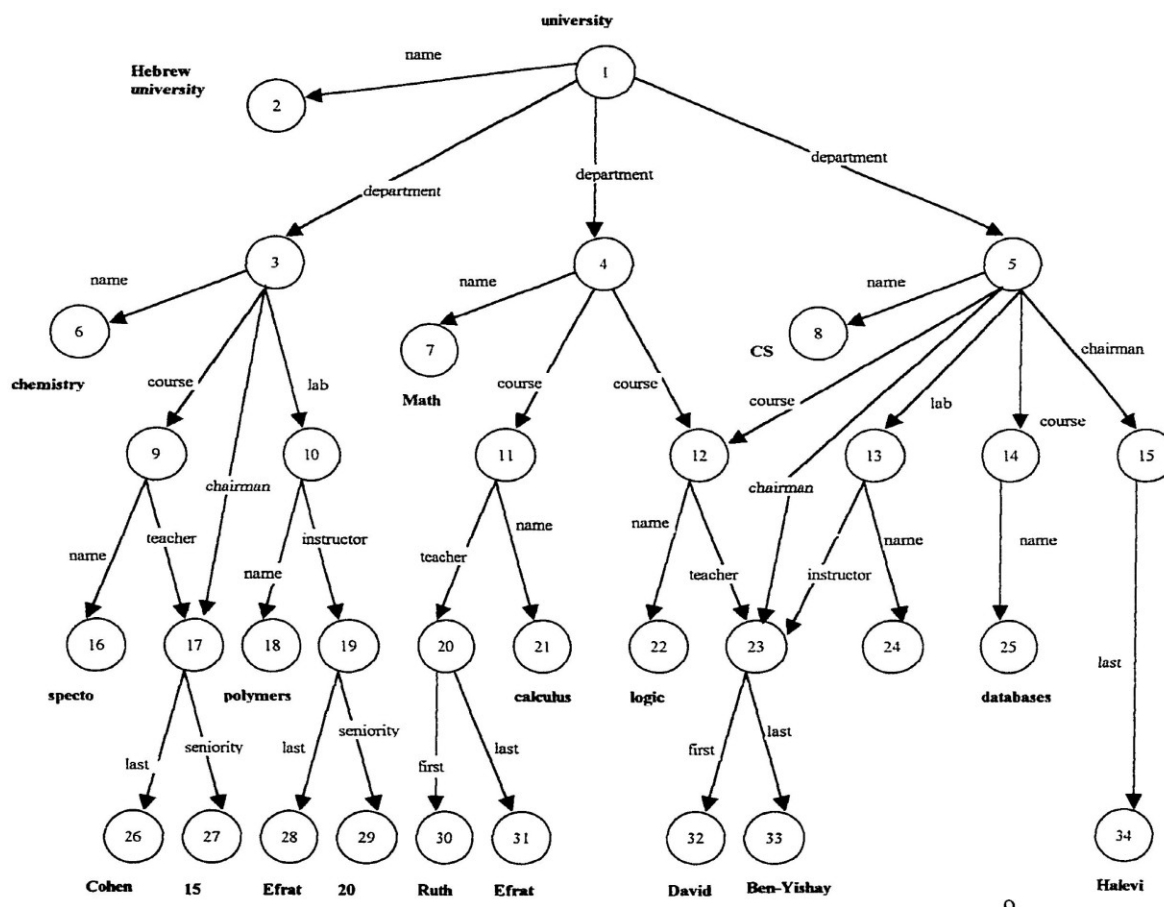 university
name
Hebrew
university
1
2
department
department
department
3
4
5
name
name
name
6
7
8
chemistry
Math
CS
chairman
course
lab
course
course
course
lab
course
9
10
11
12
13
14
15
chairman
chairman
name
teacher
name
instructor
teacher
name
name
teacher
instructor
name
name
16
17
18
19
20
21
22
23
24
25
specto
polymers
calculus
logic
databases
last
last
seniority
last
seniority
first
last
first
last
26
27
28
29
30
31
32
33
34
Cohen
15
Efrat
20
Ruth
Efrat
David
Ben-Yishay
Halevi